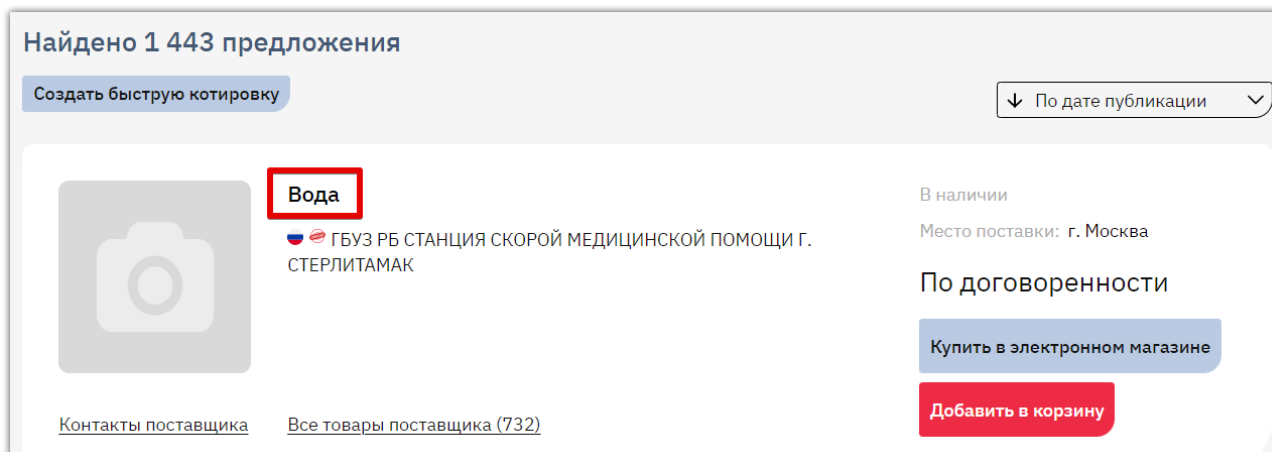 Найдено 1 443 предложения
Создать быструю котировку
По дате публикации
Вода
ГБУЗ РБ СТАНЦИЯ СКОРОЙ МЕДИЦИНСКОЙ ПОМОЩИ Г.
СТЕРЛИТАМАК
В наличии
Место поставки: г. Москва
По договоренности
Купить в электронном магазине
Добавить в корзину
Контакты поставщика
Все товары поставщика (732)